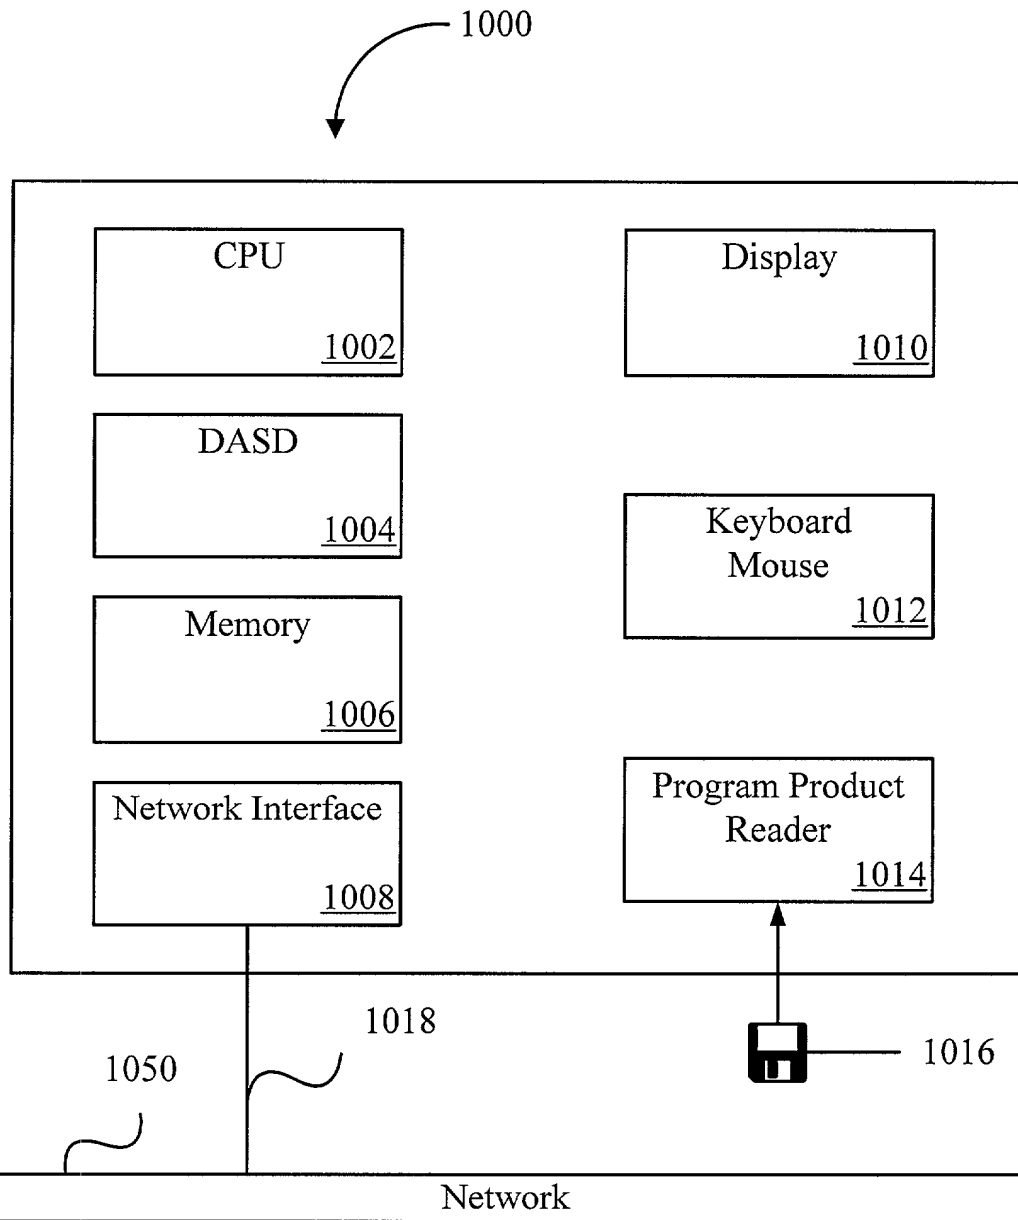 1000
CPU
1002
Display
1010
DASD
1004
Keyboard
Mouse
1012
Memory
1006
Network Interface
1008
Program Product
Reader
1014
1018
1016
1050
Network